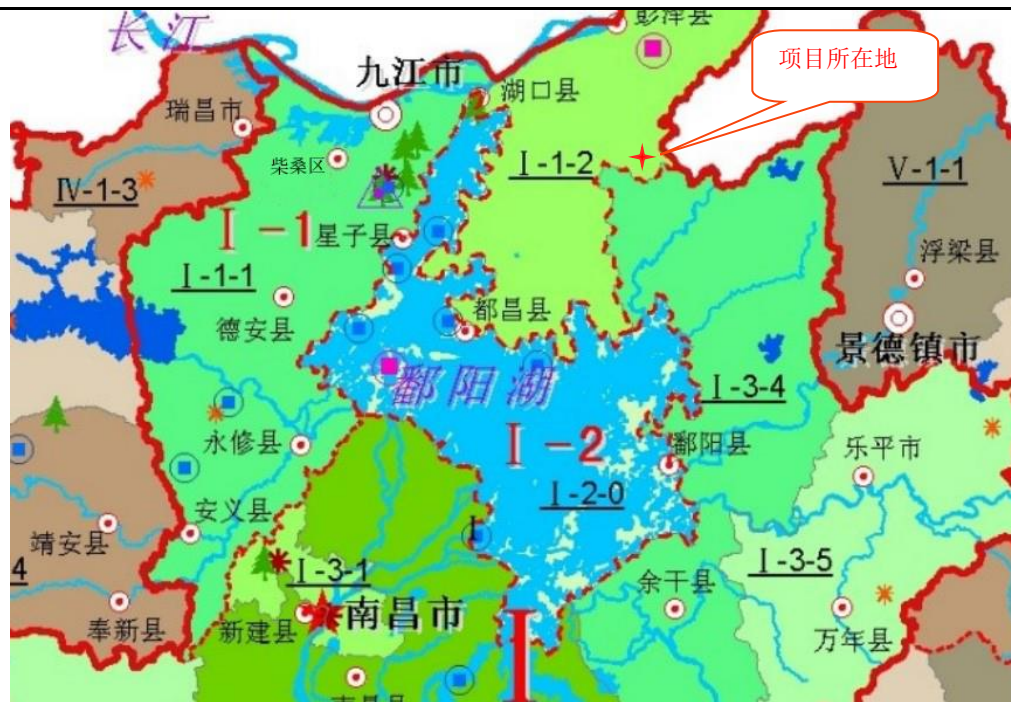 长江
彭泽县
项目所在地
九江市
湖口县
瑞昌市
柴桑区
I-1-2
V-1-1
IV-1-3
I-1
星子县
浮梁县
I-1-1
都昌县
德安县
景德镇市
鄱阳湖
I-3-4
I-2
永修县
鄱阳县
乐平市
I-2-0
安义县
靖安县
4
I-3-1
I-3-5
余干县
奉新县
新建县
南昌市
万年县
I
南昌县